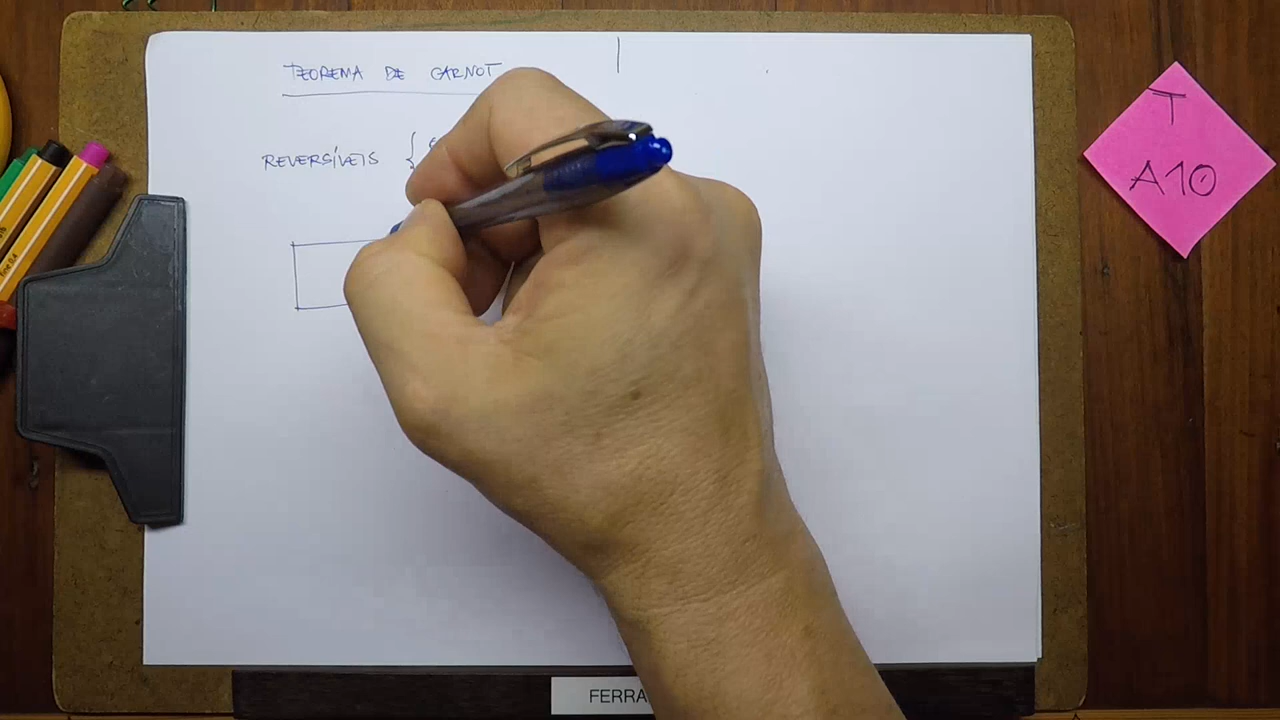 TEOREMA DE CARNOT
REVERSÍVEIS {
T
A10
FERRA